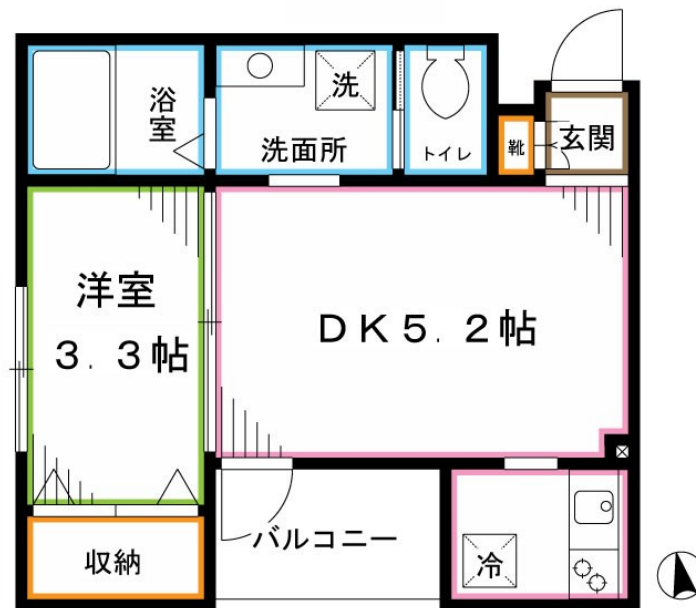 浴室
洗
洗面所
トイレ
靴
玄関
洋室
3.3帖
DK5.2帖
バルコニー
収納
冷